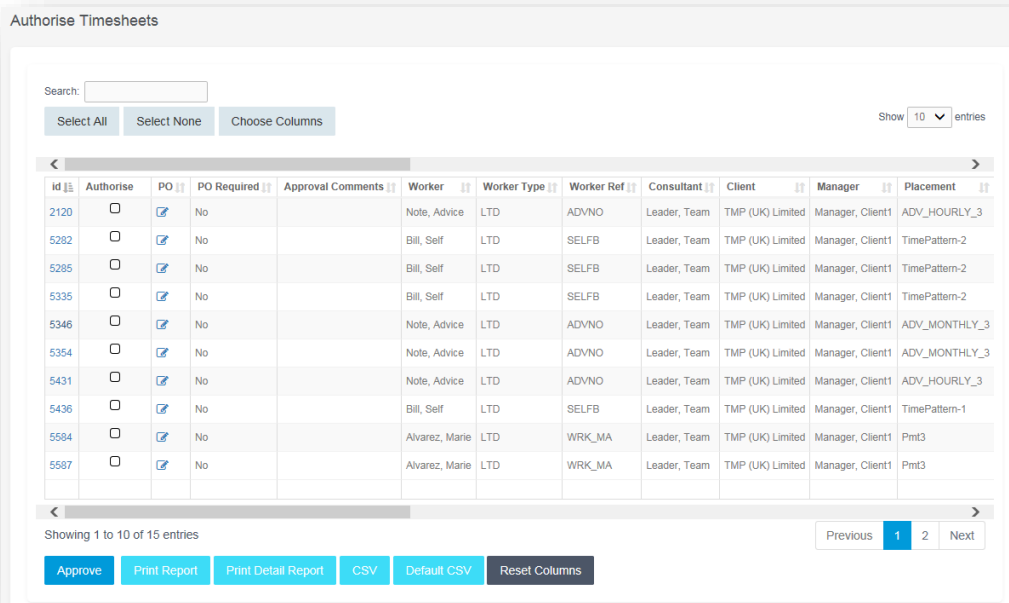 Authorise Timesheets
Search:
Select All Select None Choose Columns Show 10 entries
id Authorise PO PO Required Approval Comments Worker Worker Type Worker Ref Consultant Client Manager Placement
2120 No Note, Advice LTD ADVNO Leader, Team TMP (UK) Limited Manager, Client1 ADV_HOURLY_3
5282 No Bill, Self LTD SELFB Leader, Team TMP (UK) Limited Manager, Client1 TimePattern-2
5285 No Bill, Self LTD SELFB Leader, Team TMP (UK) Limited Manager, Client1 TimePattern-2
5335 No Bill, Self LTD SELFB Leader, Team TMP (UK) Limited Manager, Client1 TimePattern-2
5346 No Note, Advice LTD ADVNO Leader, Team TMP (UK) Limited Manager, Client1 ADV_MONTHLY_3
5354 No Note, Advice LTD ADVNO Leader, Team TMP (UK) Limited Manager, Client1 ADV_MONTHLY_3
5431 No Note, Advice LTD ADVNO Leader, Team TMP (UK) Limited Manager, Client1 ADV_HOURLY_3
5436 No Bill, Self LTD SELFB Leader, Team TMP (UK) Limited Manager, Client1 TimePattern-1
5584 No Alvarez, Marie LTD WRK_MA Leader, Team TMP (UK) Limited Manager, Client1 Pmt3
5587 No Alvarez, Marie LTD WRK_MA Leader, Team TMP (UK) Limited Manager, Client1 Pmt3
Showing 1 to 10 of 15 entries Previous 1 2 Next
Approve Print Report Print Detail Report CSV Default CSV Reset Columns